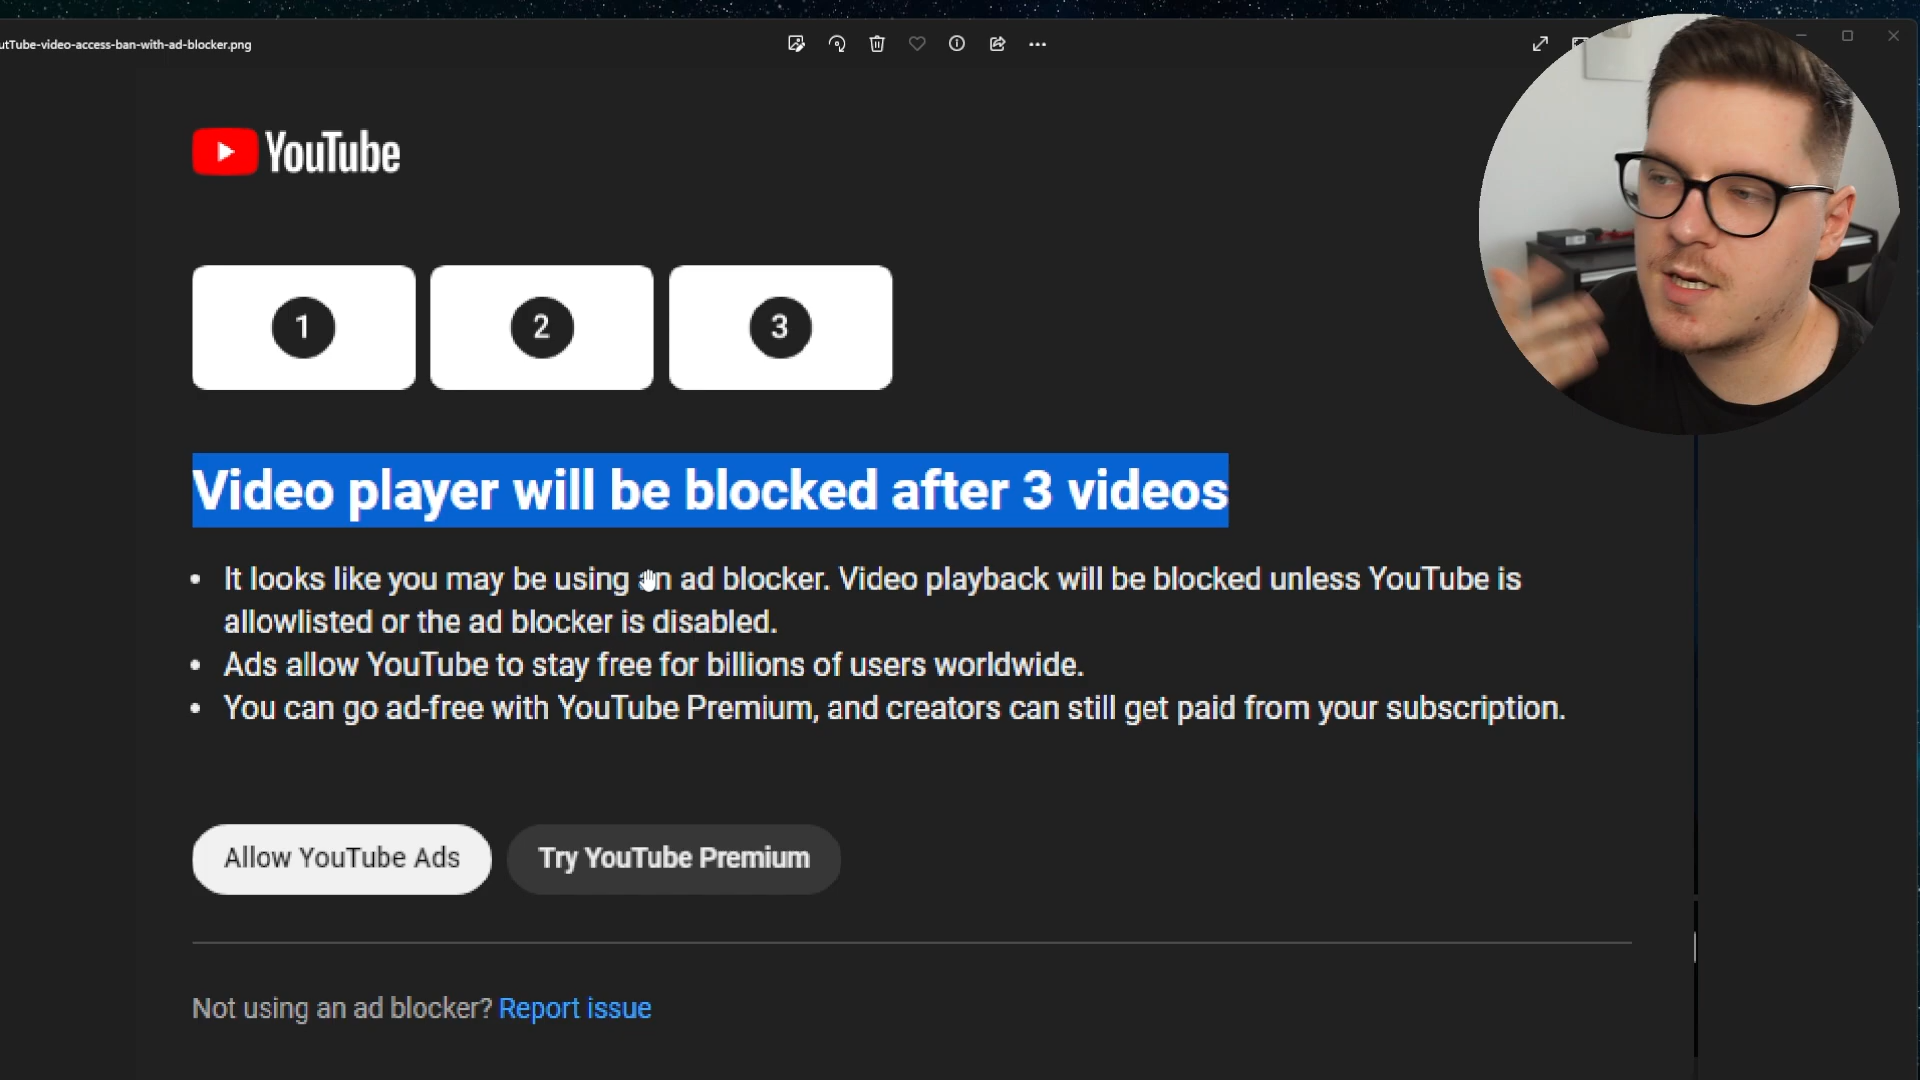 utTube-video-access-ban-with-ad-blocker.png
YouTube
1 2 3
Video player will be blocked after 3 videos
• It looks like you may be using an ad blocker. Video playback will be blocked unless YouTube is
allowlisted or the ad blocker is disabled.
• Ads allow YouTube to stay free for billions of users worldwide.
• You can go ad-free with YouTube Premium, and creators can still get paid from your subscription.
Allow YouTube Ads Try YouTube Premium
Not using an ad blocker? Report issue